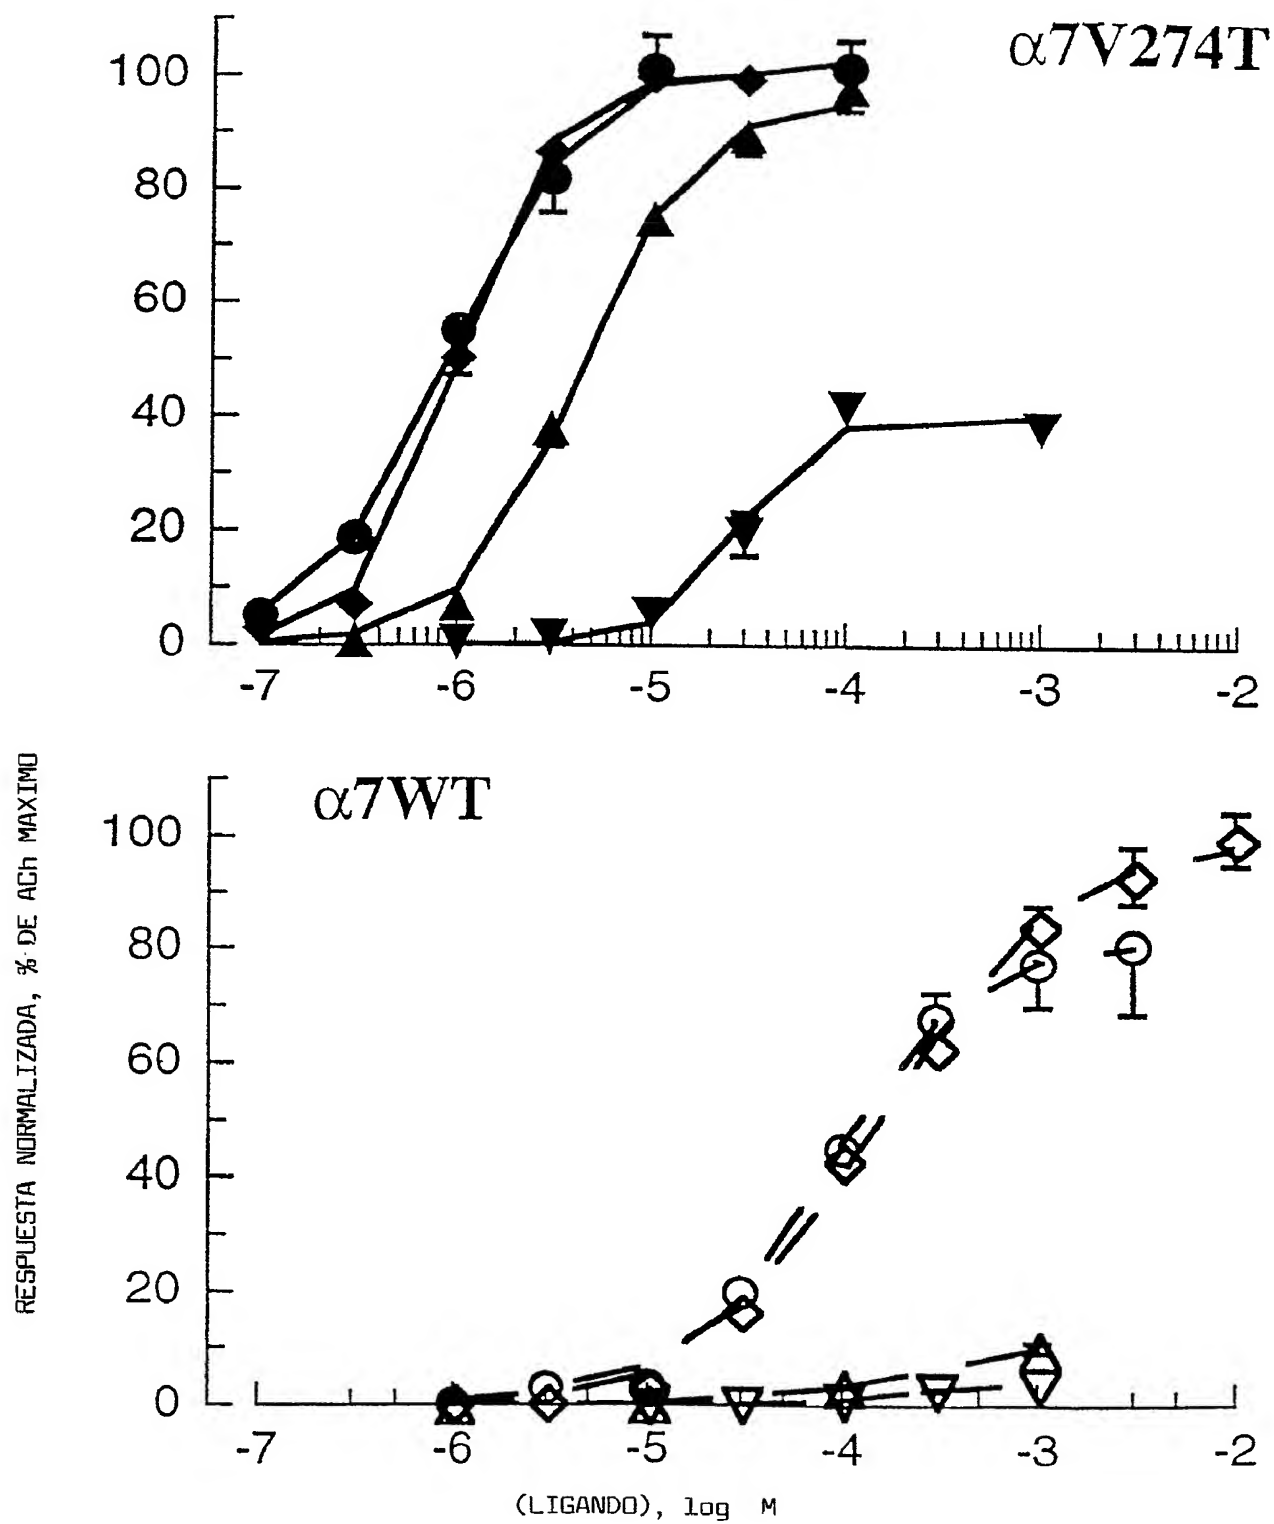 α7V274T
100
80
60
40
20
0
-7 -6 -5 -4 -3 -2
α7WT
RESPUESTA NORMALIZADA, % DE ACh MAXIMO
100
80
60
40
20
0
-7 -6 -5 -4 -3 -2
(LIGANDO), log M